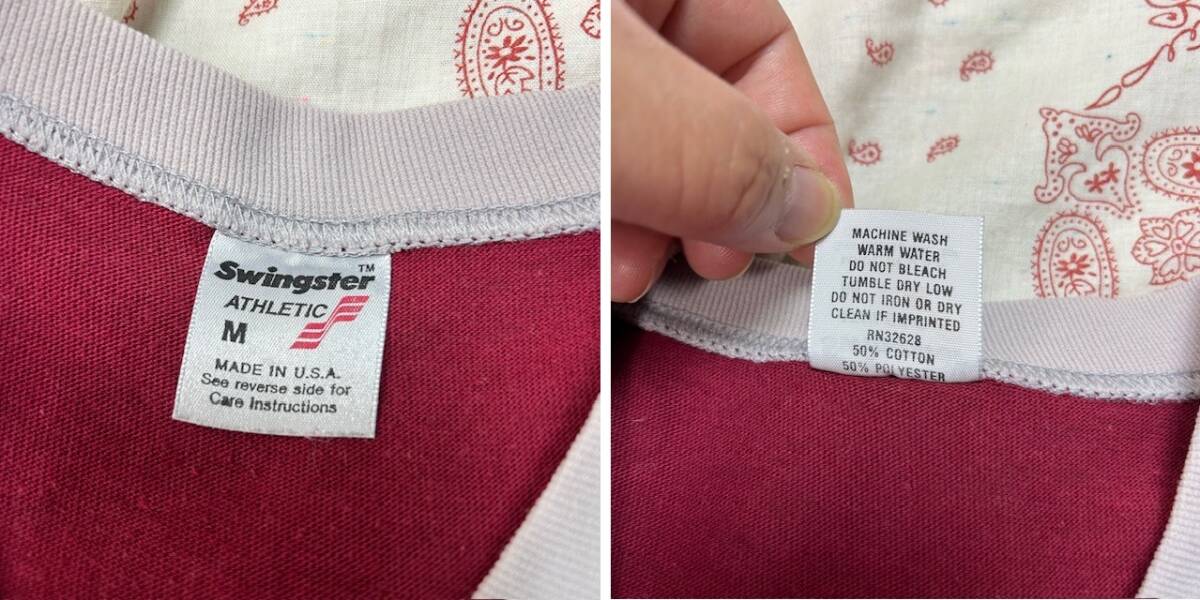 Swingster™
ATHLETIC
M
MADE IN U.S.A.
See reverse side for
Care Instructions
MACHINE WASH
WARM WATER
DO NOT BLEACH
TUMBLE DRY LOW
DO NOT IRON OR DRY
CLEAN IF IMPRINTED
RN32628
50% COTTON
50% POLYESTER